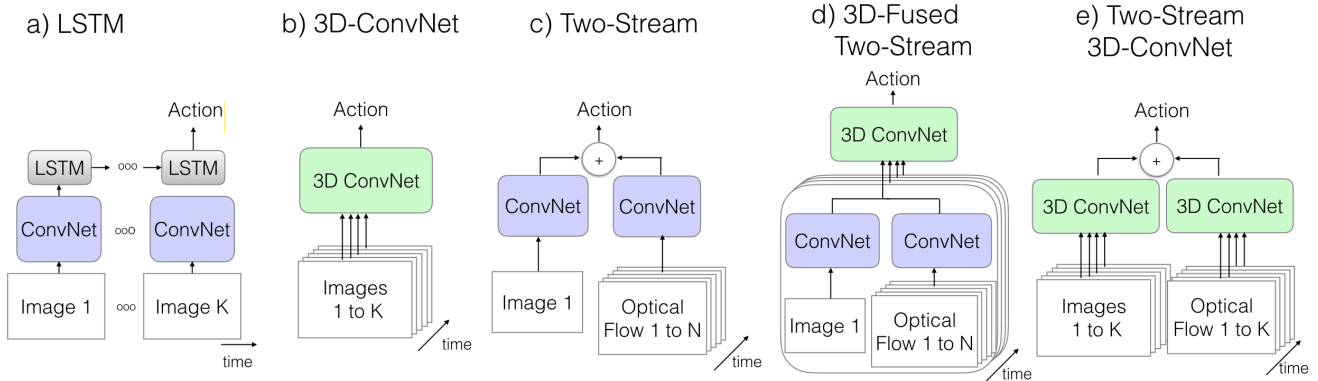 a) LSTM
Action
LSTM
ooo
LSTM
ConvNet
ooo
ConvNet
Image 1
ooo
Image K
time
b) 3D-ConvNet
Action
3D ConvNet
Images
1 to K
time
c) Two-Stream
Action
+
ConvNet
ConvNet
Image 1
Optical
Flow 1 to N
time
d) 3D-Fused
Two-Stream
Action
3D ConvNet
ConvNet
ConvNet
Image 1
Optical
Flow 1 to N
time
e) Two-Stream
3D-ConvNet
Action
+
3D ConvNet
3D ConvNet
Images
1 to K
Optical
Flow 1 to K
time